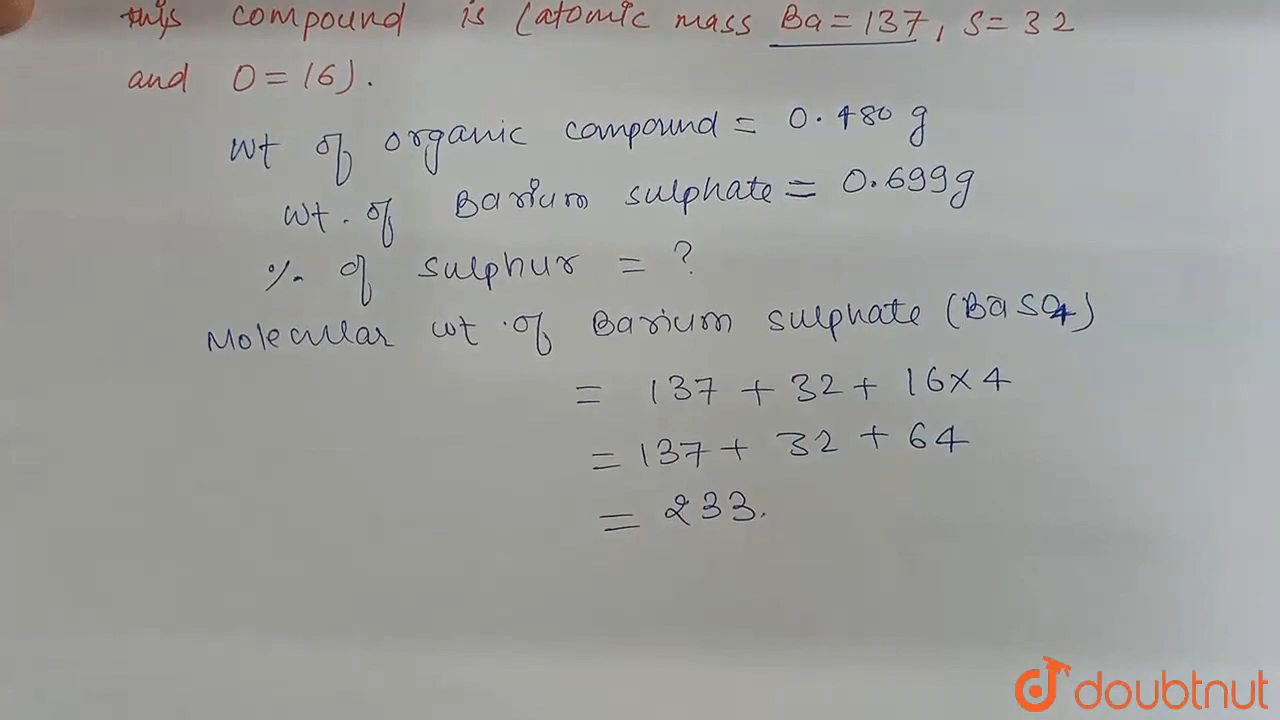 this compound is (atomic mass Ba = 137, S = 32
and O = 16).
Wt of organic compound = 0.480 g
Wt. of Barium sulphate = 0.699g
% of sulphur = ?
Molecular wt. of Barium sulphate (BaSO4)
= 137 + 32 + 16 x 4
= 137 + 32 + 64
= 233.
doubtnut